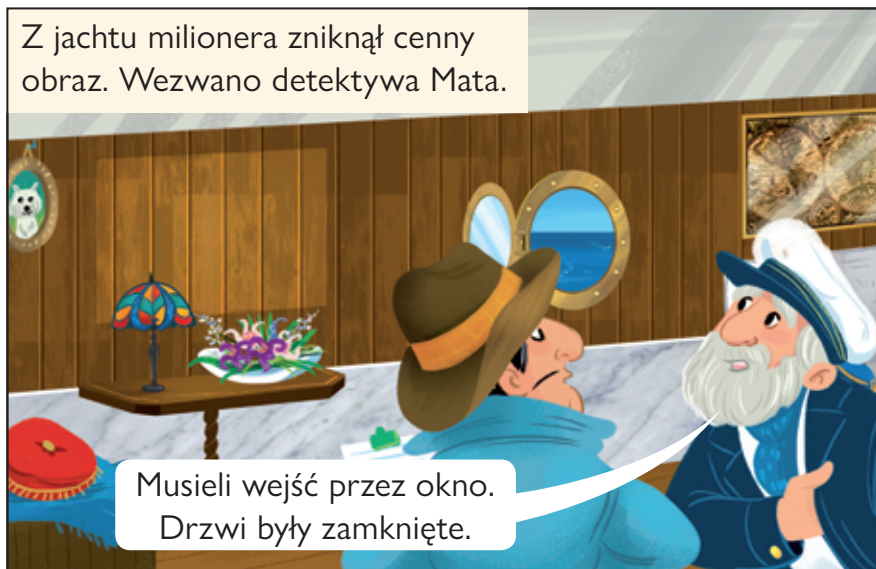 Z jachtu milionera zniknął cenny
obraz. Wezwano detektywa Mata.
Musieli wejść przez okno.
Drzwi były zamknięte.